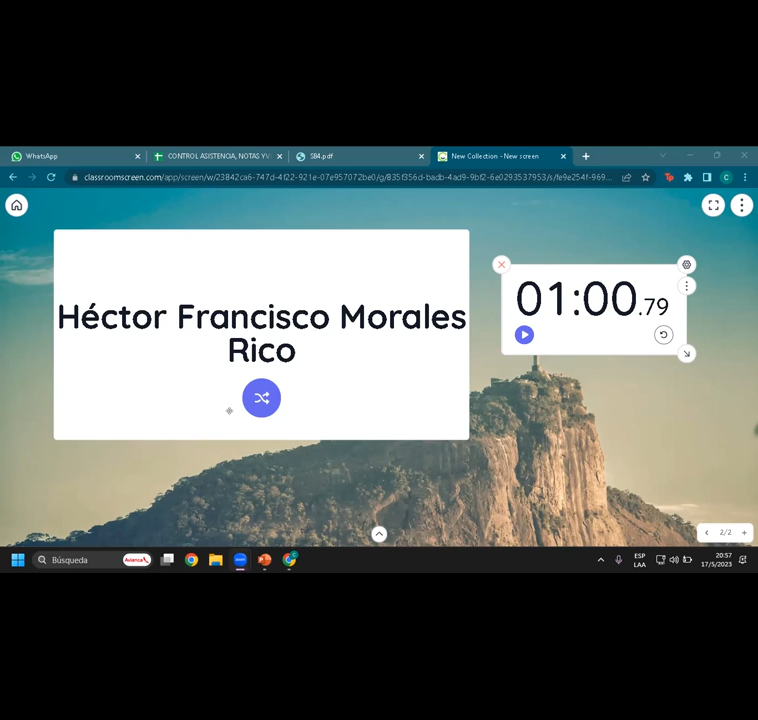 WhatsApp
CONTROL ASISTENCIA, NOTAS Y V
SB4.pdf
New Collection - New screen
classroomscreen.com/app/screen/w/23842ca6-747d-4f22-921e-07e957072be0/g/835f356d-badb-4ad9-9bf2-6e0293537953/s/fe9e254f-969...
Tp
C
Héctor Francisco Morales
Rico
01:00.79
2/2
Búsqueda
Avianca
ESP
LAA
20:57
17/5/2023